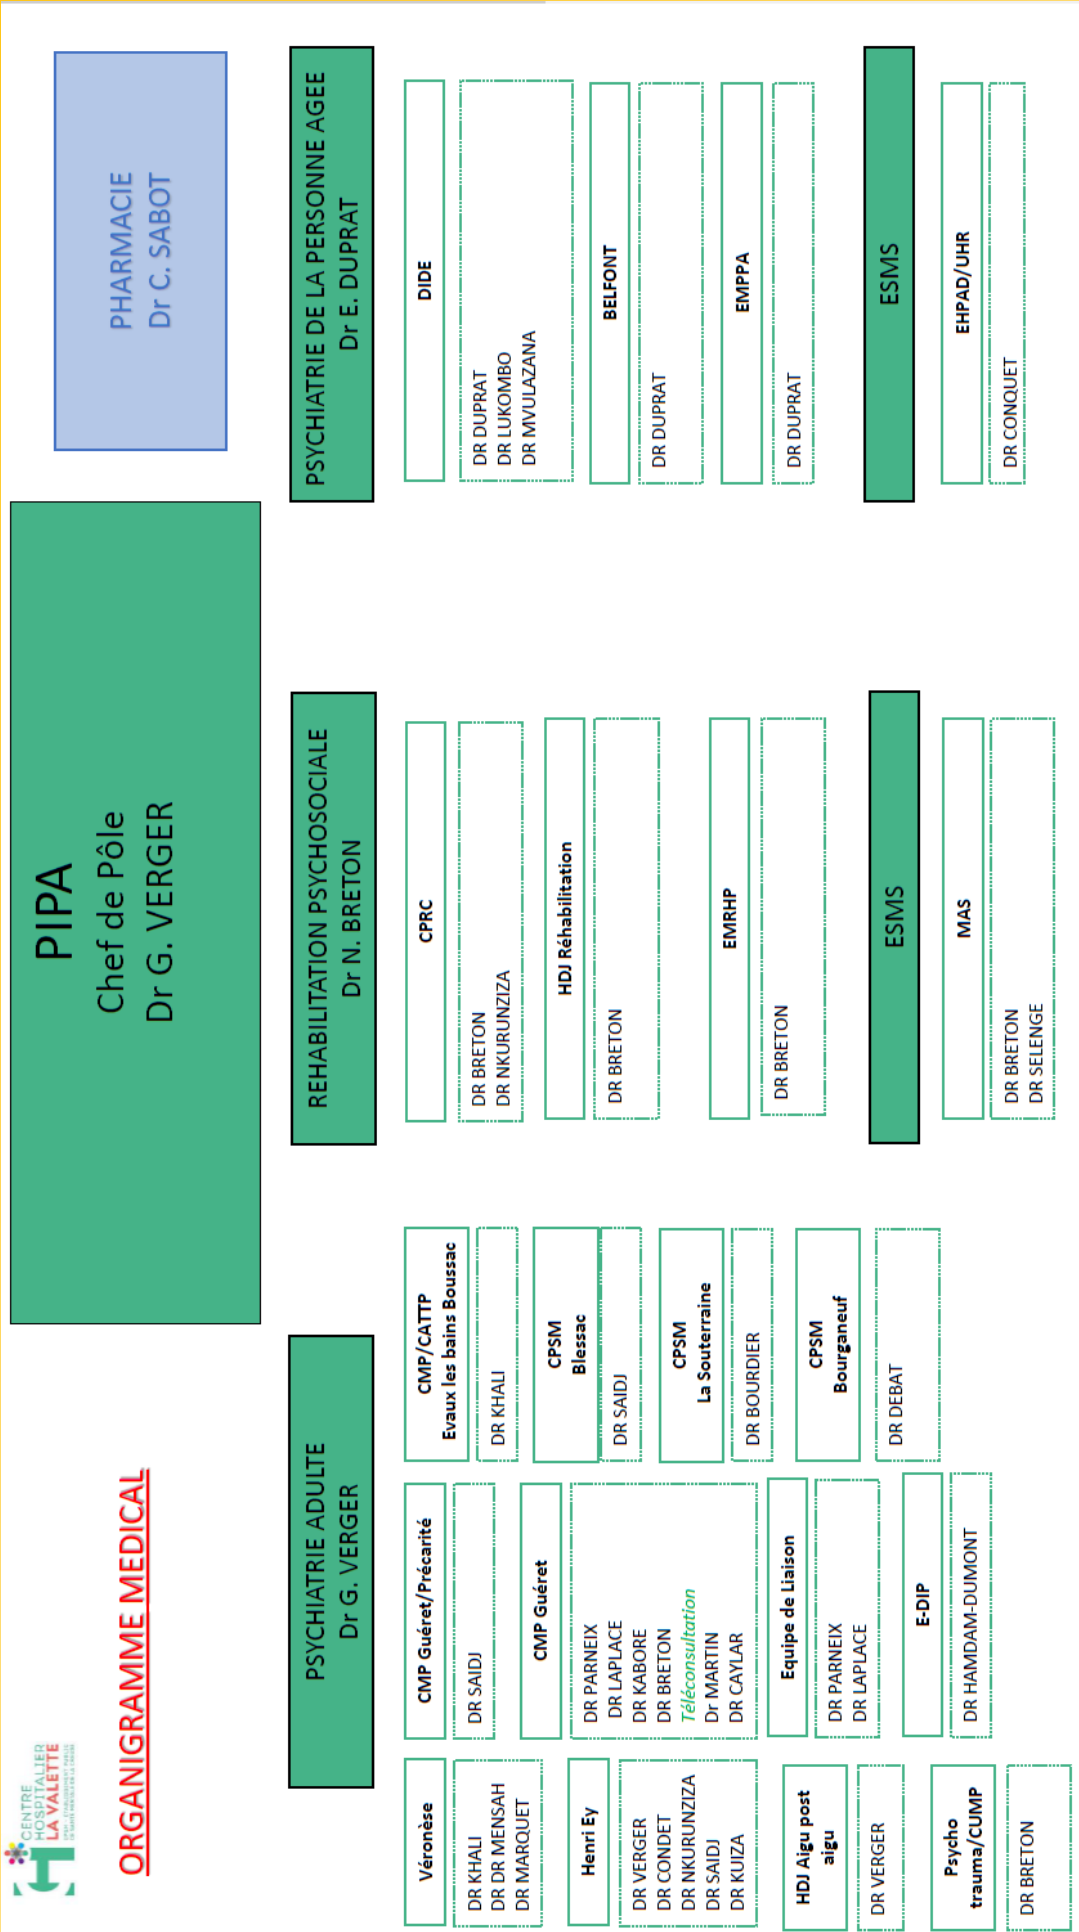 CENTRE
HOSPITALIER
LA VALETTE
ORGANIGRAMME MEDICAL
PIPA
Chef de Pôle
Dr G. VERGER
PHARMACIE
Dr C. SABOT
PSYCHIATRIE ADULTE
Dr G. VERGER
Véronèse
DR KHALI
DR DR MENSAH
DR MARQUET
Henri Ey
DR VERGER
DR CONDET
DR NKURUNZIZA
DR SAIDJ
DR KUIZA
HDJ Aigu post
aigu
DR VERGER
Psycho
trauma/CUMP
DR BRETON
CMP Guéret/Précarité
DR SAIDJ
CMP Guéret
DR PARNEIX
DR LAPLACE
DR KABORE
DR BRETON
Téléconsultation
Dr MARTIN
DR CAYLAR
Equipe de Liaison
DR PARNEIX
DR LAPLACE
E-DIP
DR HAMDAM-DUMONT
CMP/CATTP
Evaux les bains Boussac
DR KHALI
CPSM
Blessac
DR SAIDJ
CPSM
La Souterraine
DR BOURDIER
CPSM
Bourganeuf
DR DEBAT
REHABILITATION PSYCHOSOCIALE
Dr N. BRETON
CPRC
DR BRETON
DR NKURUNZIZA
HDJ Réhabilitation
DR BRETON
EMRHP
DR BRETON
ESMS
MAS
DR BRETON
DR SELENGE
PSYCHIATRIE DE LA PERSONNE AGEE
Dr E. DUPRAT
DIDE
DR DUPRAT
DR LUKOMBO
DR MVULAZANA
BELFONT
DR DUPRAT
EMPPA
DR DUPRAT
ESMS
EHPAD/UHR
DR CONQUET